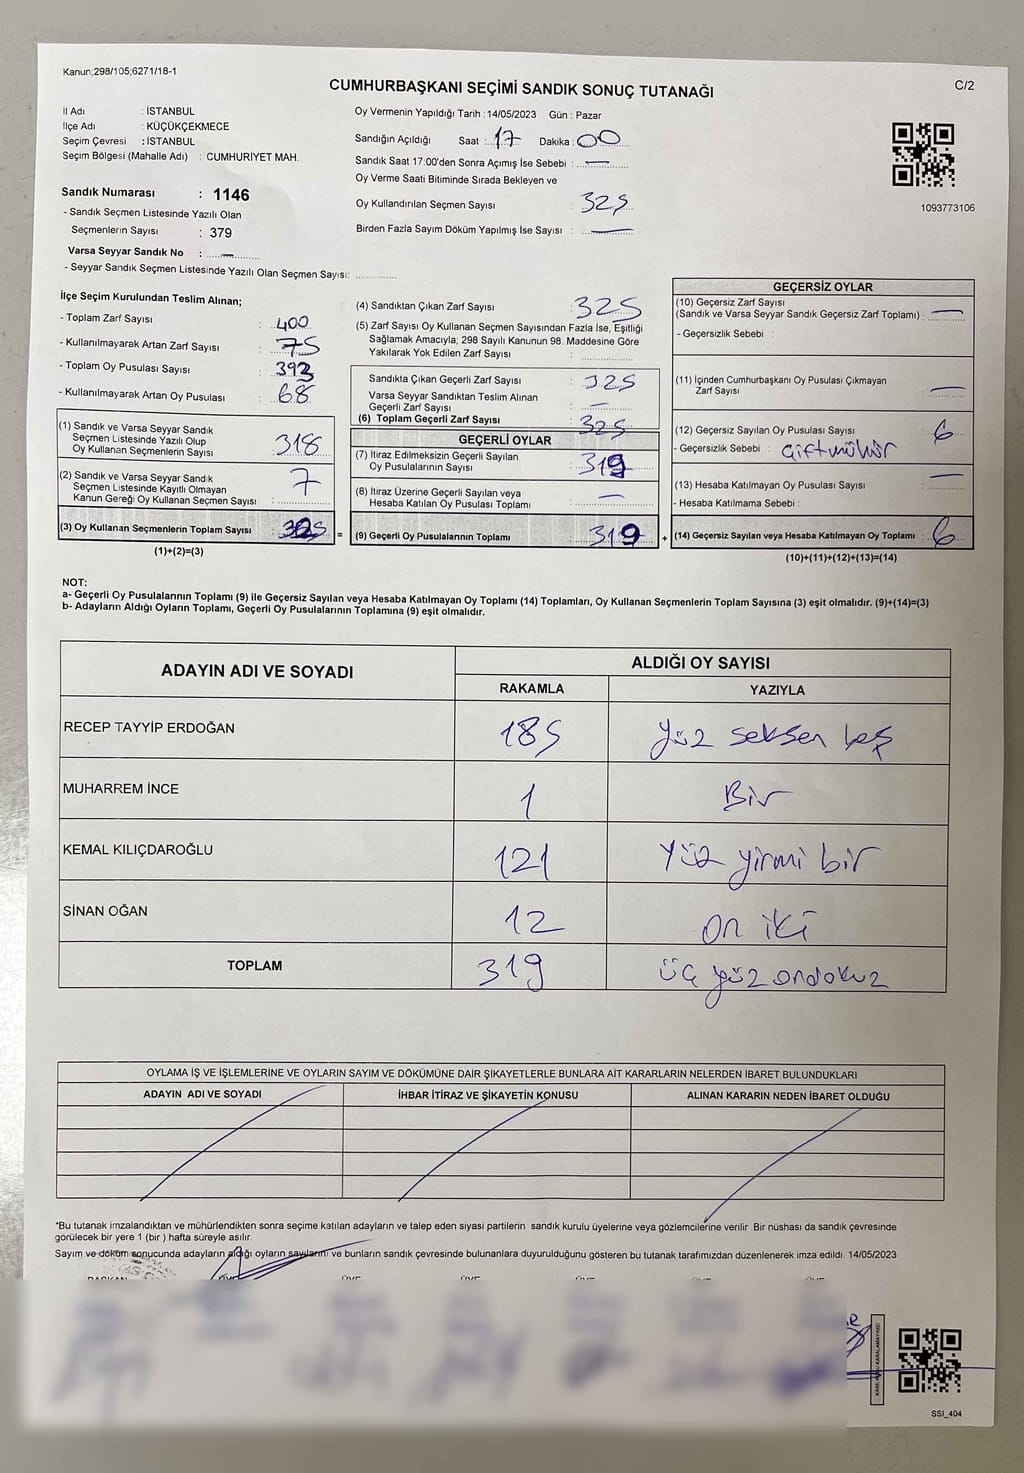 Kanun;298/105;6271/18-1
C/2
CUMHURBAŞKANI SEÇİMİ SANDIK SONUÇ TUTANAĞI
İl Adı : İSTANBUL
İlçe Adı : KÜÇÜKÇEKMECE
Seçim Çevresi : İSTANBUL
Seçim Bölgesi (Mahalle Adı) : CUMHURİYET MAH.
Sandık Numarası : 1146
- Sandık Seçmen Listesinde Yazılı Olan
Seçmenlerin Sayısı : 379
Varsa Seyyar Sandık No : —
- Seyyar Sandık Seçmen Listesinde Yazılı Olan Seçmen Sayısı: ............
Oy Vermenin Yapıldığı Tarih : 14/05/2023 Gün : Pazar
Sandığın Açıldığı Saat : 17 Dakika : 00
Sandık Saat 17:00'den Sonra Açımış İse Sebebi : —
Oy Verme Saati Bitiminde Sırada Bekleyen ve
Oy Kullandırılan Seçmen Sayısı : 325
Birden Fazla Sayım Döküm Yapılmış İse Sayısı : —
1093773106
İlçe Seçim Kurulundan Teslim Alınan;
- Toplam Zarf Sayısı : 400
- Kullanılmayarak Artan Zarf Sayısı : 75
- Toplam Oy Pusulası Sayısı : 393
- Kullanılmayarak Artan Oy Pusulası : 68
(1) Sandık ve Varsa Seyyar Sandık
Seçmen Listesinde Yazılı Olup
Oy Kullanan Seçmenlerin Sayısı 318
(2) Sandık ve Varsa Seyyar Sandık
Seçmen Listesinde Kayıtlı Olmayan
Kanun Gereği Oy Kullanan Seçmen Sayısı : 7
(3) Oy Kullanan Seçmenlerin Toplam Sayısı 325 =
(1)+(2)=(3)
(4) Sandıktan Çıkan Zarf Sayısı : 325
(5) Zarf Sayısı Oy Kullanan Seçmen Sayısından Fazla İse, Eşitliği
Sağlamak Amacıyla; 298 Sayılı Kanunun 98. Maddesine Göre
Yakılarak Yok Edilen Zarf Sayısı : ............
Sandıkta Çıkan Geçerli Zarf Sayısı : 325
Varsa Seyyar Sandıktan Teslim Alınan
Geçerli Zarf Sayısı : —
(6) Toplam Geçerli Zarf Sayısı : 325
GEÇERLİ OYLAR
(7) İtiraz Edilmeksizin Geçerli Sayılan
Oy Pusulalarının Sayısı : 319
(8) İtiraz Üzerine Geçerli Sayılan veya
Hesaba Katılan Oy Pusulası Toplamı : —
(9) Geçerli Oy Pusulalarının Toplamı : 319 +
GEÇERSİZ OYLAR
(10) Geçersiz Zarf Sayısı
(Sandık ve Varsa Seyyar Sandık Geçersiz Zarf Toplamı) : —
- Geçersizlik Sebebi :
(11) İçinden Cumhurbaşkanı Oy Pusulası Çıkmayan
Zarf Sayısı : —
(12) Geçersiz Sayılan Oy Pusulası Sayısı : 6
- Geçersizlik Sebebi : Çift mühür
(13) Hesaba Katılmayan Oy Pusulası Sayısı : —
- Hesaba Katılmama Sebebi :
(14) Geçersiz Sayılan veya Hesaba Katılmayan Oy Toplamı : 6
(10)+(11)+(12)+(13)=(14)
NOT:
a- Geçerli Oy Pusulalarının Toplamı (9) ile Geçersiz Sayılan veya Hesaba Katılmayan Oy Toplamı (14) Toplamları, Oy Kullanan Seçmenlerin Toplam Sayısına (3) eşit olmalıdır. (9)+(14)=(3)
b- Adayların Aldığı Oyların Toplamı, Geçerli Oy Pusulalarının Toplamına (9) eşit olmalıdır.
ADAYIN ADI VE SOYADI
ALDIĞI OY SAYISI
RAKAMLA YAZIYLA
RECEP TAYYİP ERDOĞAN 185 yüz seksen beş
MUHARREM İNCE 1 Bir
KEMAL KILIÇDAROĞLU 121 Yüz yirmi bir
SİNAN OĞAN 12 on iki
TOPLAM 319 üç yüz ondokuz
OYLAMA İŞ VE İŞLEMLERİNE VE OYLARIN SAYIM VE DÖKÜMÜNE DAİR ŞİKAYETLERLE BUNLARA AİT KARARLARIN NELERDEN İBARET BULUNDUKLARI
ADAYIN ADI VE SOYADI İHBAR İTİRAZ VE ŞİKAYETİN KONUSU ALINAN KARARIN NEDEN İBARET OLDUĞU
*Bu tutanak imzalandıktan ve mühürlendikten sonra seçime katılan adayların ve talep eden siyasi partilerin sandık kurulu üyelerine veya gözlemcilerine verilir .Bir nüshası da sandık çevresinde
görülecek bir yere 1 (bir ) hafta süreyle asılır.
Sayım ve döküm sonucunda adayların aldığı oyların sayılarını ve bunların sandık çevresinde bulunanlara duyurulduğunu gösteren bu tutanak tarafımızdan düzenlenerek imza edildi. 14/05/2023
BAŞKAN ÜYE ÜYE ÜYE ÜYE ÜYE ÜYE
SSI_404